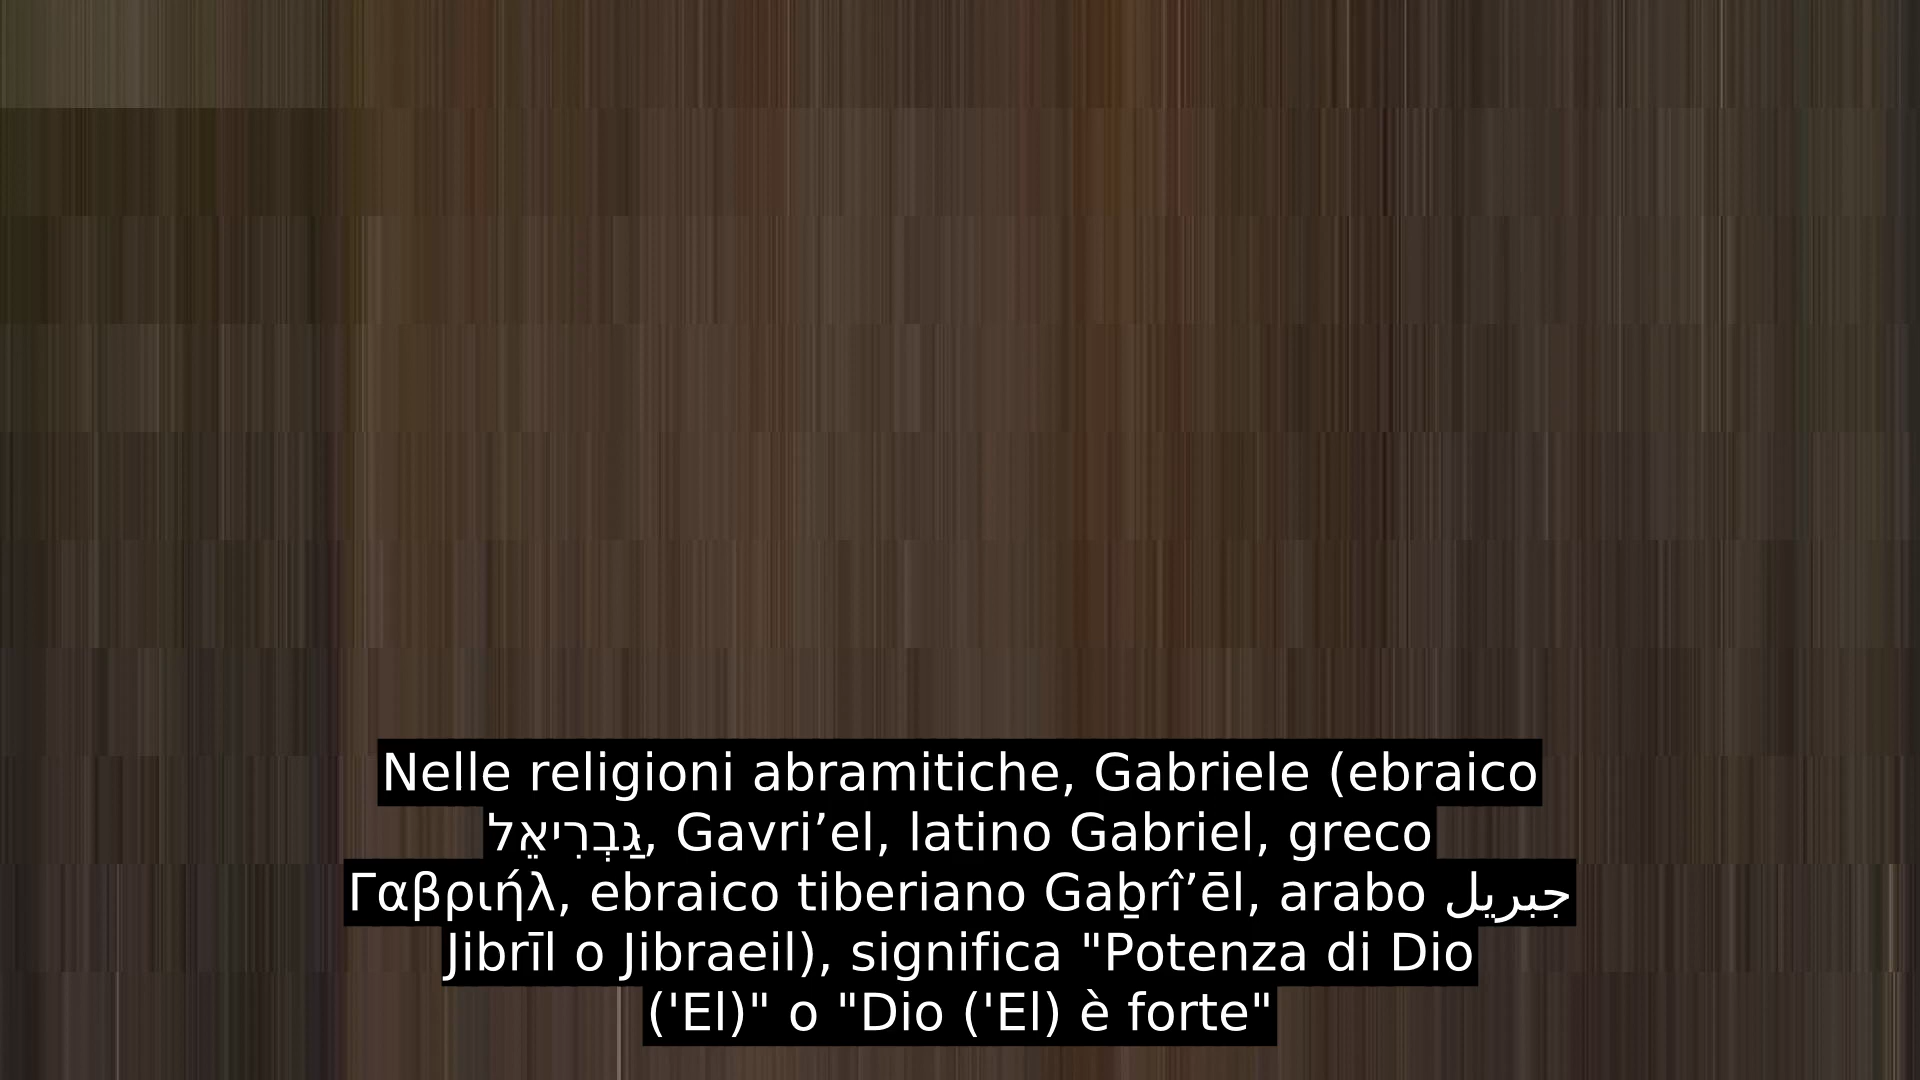 Nelle religioni abramitiche, Gabriele (ebraico
גַּבְרִיאֵל, Gavri’el, latino Gabriel, greco
Γαβριήλ, ebraico tiberiano Gaḇrî’ēl, arabo جبريل
Jibrīl o Jibraeil), significa "Potenza di Dio
('El)" o "Dio ('El) è forte"